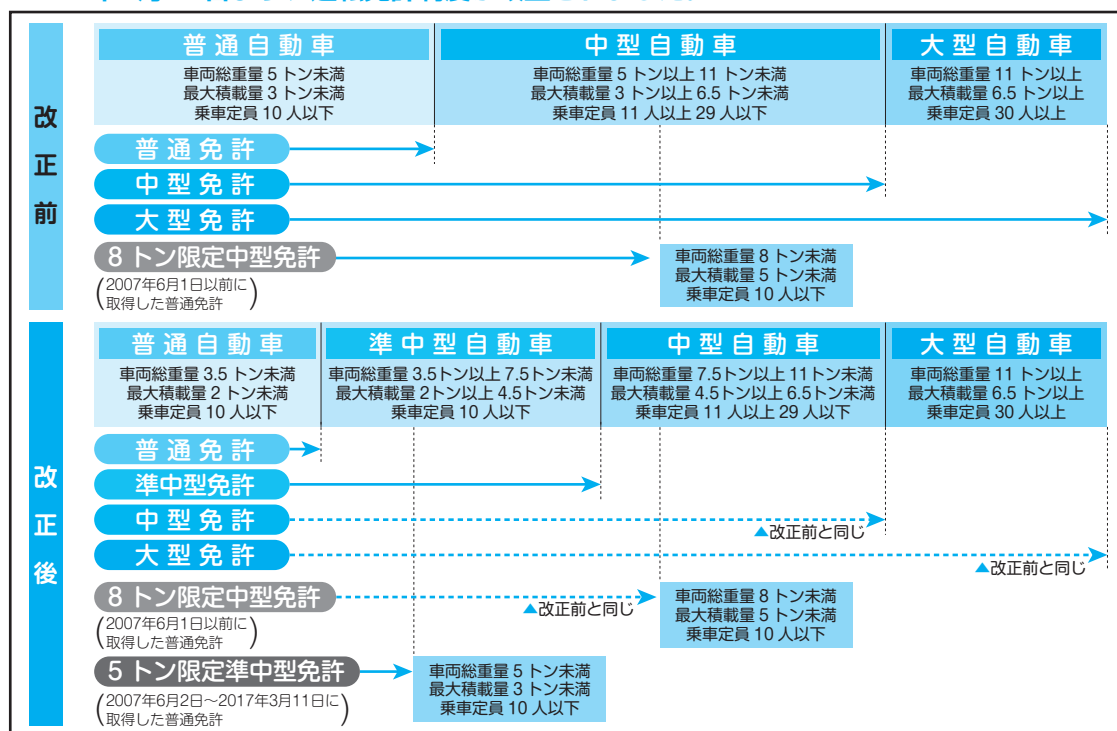 改正前
普通自動車
車両総重量 5 トン未満
最大積載量 3 トン未満
乗車定員 10 人以下
中型自動車
車両総重量 5 トン以上 11 トン未満
最大積載量 3 トン以上 6.5 トン未満
乗車定員 11 人以上 29 人以下
大型自動車
車両総重量 11 トン以上
最大積載量 6.5 トン以上
乗車定員 30 人以上
普通免許
中型免許
大型免許
8 トン限定中型免許
(2007年6月1日以前に
取得した普通免許)
車両総重量 8 トン未満
最大積載量 5 トン未満
乗車定員 10 人以下
改正後
普通自動車
車両総重量 3.5 トン未満
最大積載量 2 トン未満
乗車定員 10 人以下
準中型自動車
車両総重量 3.5トン以上 7.5トン未満
最大積載量 2トン以上 4.5トン未満
乗車定員 10 人以下
中型自動車
車両総重量 7.5トン以上 11トン未満
最大積載量 4.5トン以上 6.5トン未満
乗車定員 11 人以上 29 人以下
大型自動車
車両総重量 11 トン以上
最大積載量 6.5 トン以上
乗車定員 30 人以上
普通免許
準中型免許
中型免許
▲改正前と同じ
大型免許
▲改正前と同じ
8 トン限定中型免許
(2007年6月1日以前に
取得した普通免許)
▲改正前と同じ
車両総重量 8 トン未満
最大積載量 5 トン未満
乗車定員 10 人以下
5 トン限定準中型免許
(2007年6月2日~2017年3月11日に
取得した普通免許)
車両総重量 5 トン未満
最大積載量 3 トン未満
乗車定員 10 人以下